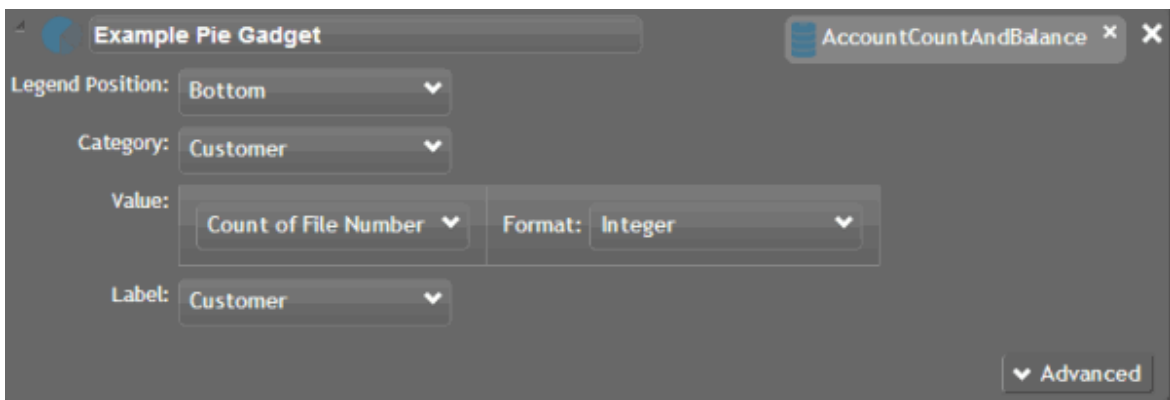 Example Pie Gadget AccountCountAndBalance
Legend Position: Bottom
Category: Customer
Value: Count of File Number Format: Integer
Label: Customer
Advanced